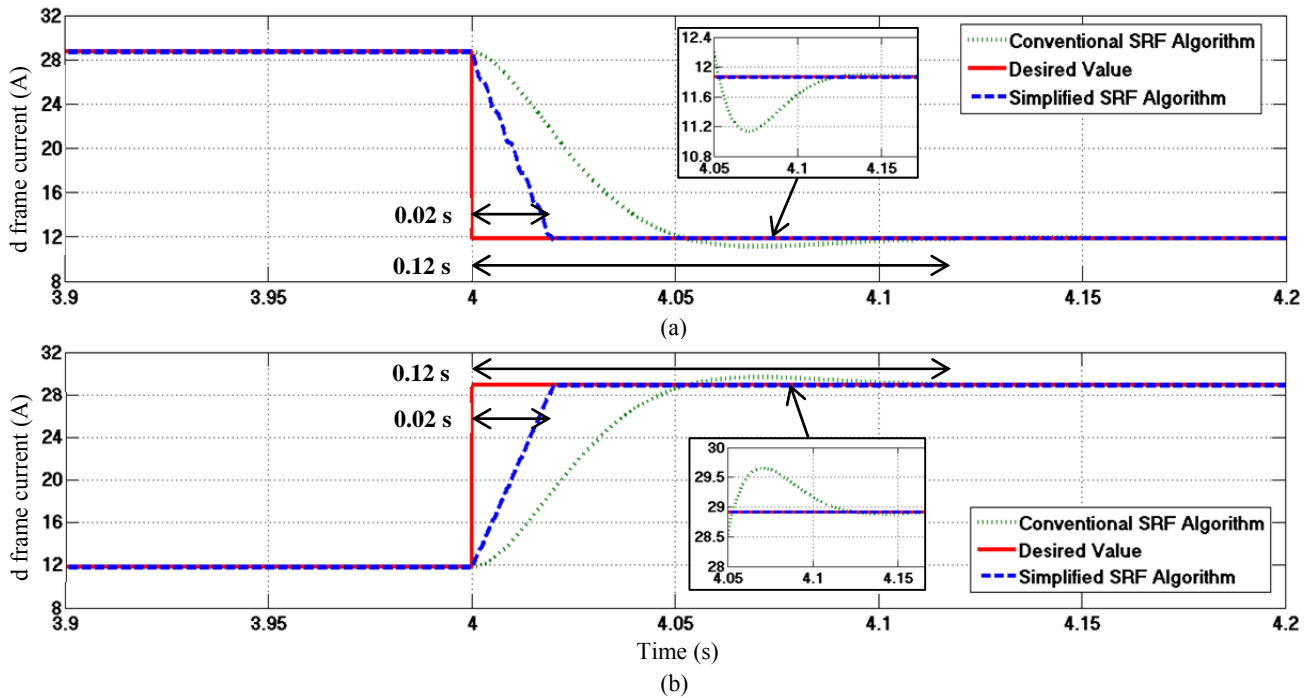 32
28
24
20
16
12
8
d frame current (A)
12.4
12
11.6
11.2
10.8
4.05 4.1 4.15
Conventional SRF Algorithm
Desired Value
Simplified SRF Algorithm
0.02 s
0.12 s
3.9 3.95 4 4.05 4.1 4.15 4.2
(a)
32
28
24
20
16
12
8
d frame current (A)
0.12 s
0.02 s
30
29.5
29
28.5
28
4.05 4.1 4.15
Conventional SRF Algorithm
Desired Value
Simplified SRF Algorithm
3.9 3.95 4 4.05 4.1 4.15 4.2
Time (s)
(b)